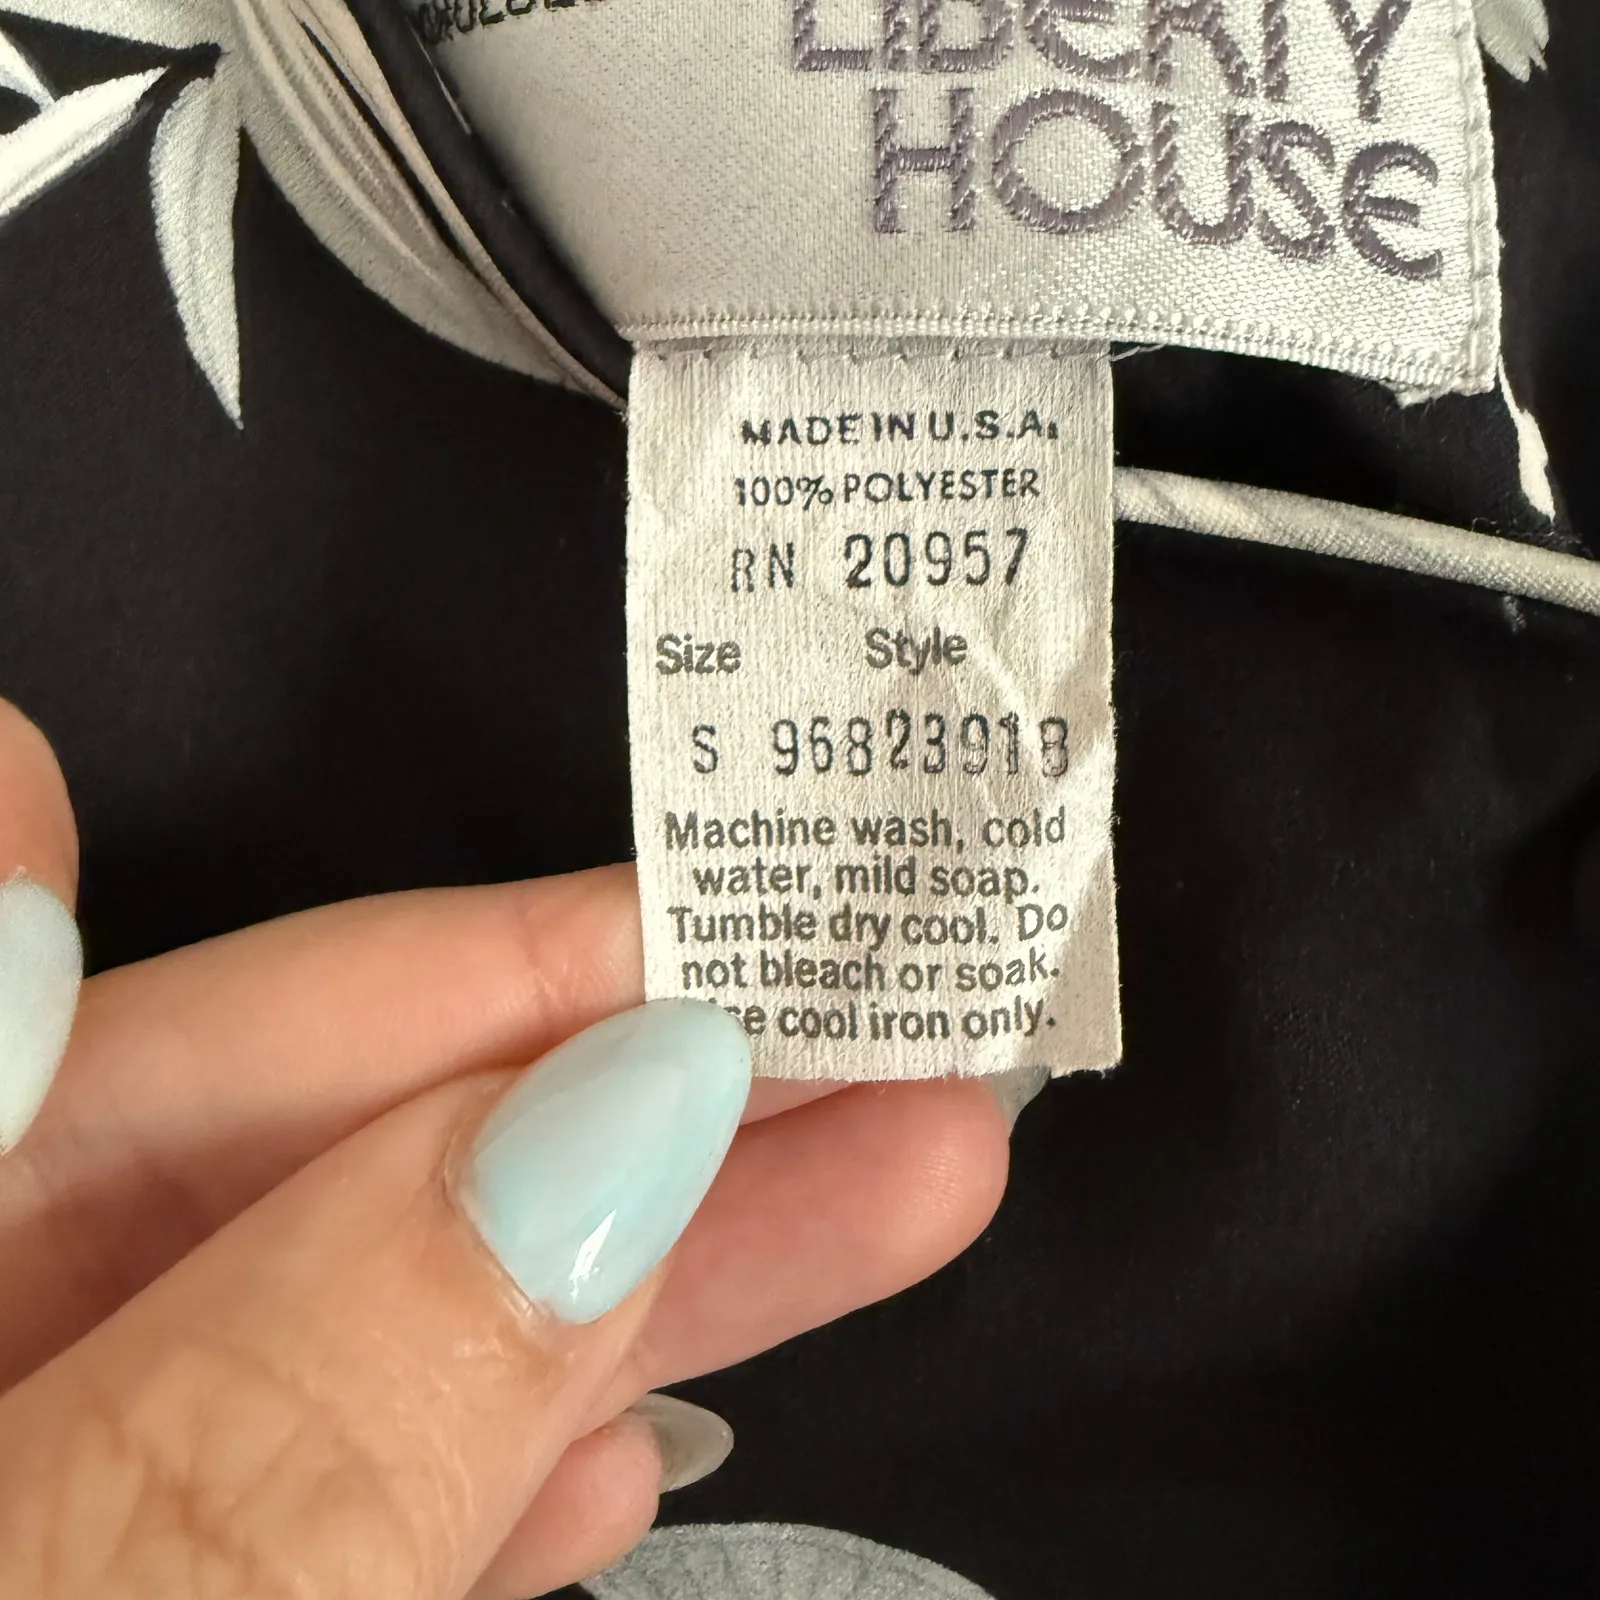 LIBERTY
HOUSE
MADE IN U.S.A.
100% POLYESTER
RN 20957
Size Style
S 96823918
Machine wash, cold
water, mild soap.
Tumble dry cool. Do
not bleach or soak.
cool iron only.